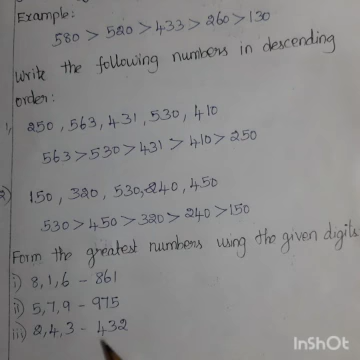 Example:
580 > 520 > 433 > 260 > 130
Write the following numbers in descending
order:
1, 250, 563, 431, 530, 410
563 > 530 > 431 > 410 > 250
2) 150, 320, 530, 240, 450
530 > 450 > 320 > 240 > 150
Form the greatest numbers using the given digits
i) 8, 1, 6 - 861
ii) 5, 7, 9 - 975
iii) 2, 4, 3 - 432
InShot